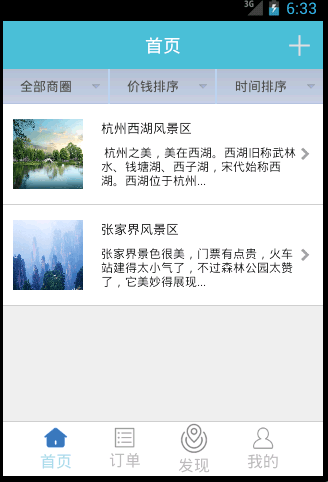 3G 6:33
首页
全部商圈 价钱排序 时间排序
杭州西湖风景区
杭州之美，美在西湖。西湖旧称武林
水、钱塘湖、西子湖，宋代始称西
湖。西湖位于杭州...
张家界风景区
张家界景色很美，门票有点贵，火车
站建得太小气了，不过森林公园太赞
了，它美妙得展现...
首页 订单 发现 我的